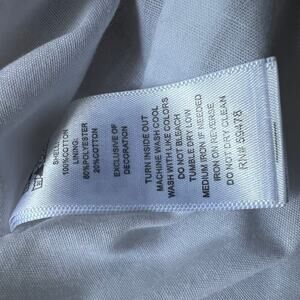 SHELL:
100%COTTON
LINING:
80%POLYESTER
20%COTTON
EXCLUSIVE OF
DECORATION
TURN INSIDE OUT
MACHINE WASH COOL
WASH WITH LIKE COLORS
DO NOT BLEACH
TUMBLE DRY LOW
MEDIUM IRON IF NEEDED
IRON ON REVERSE
DO NOT DRY CLEAN
RN# 59478